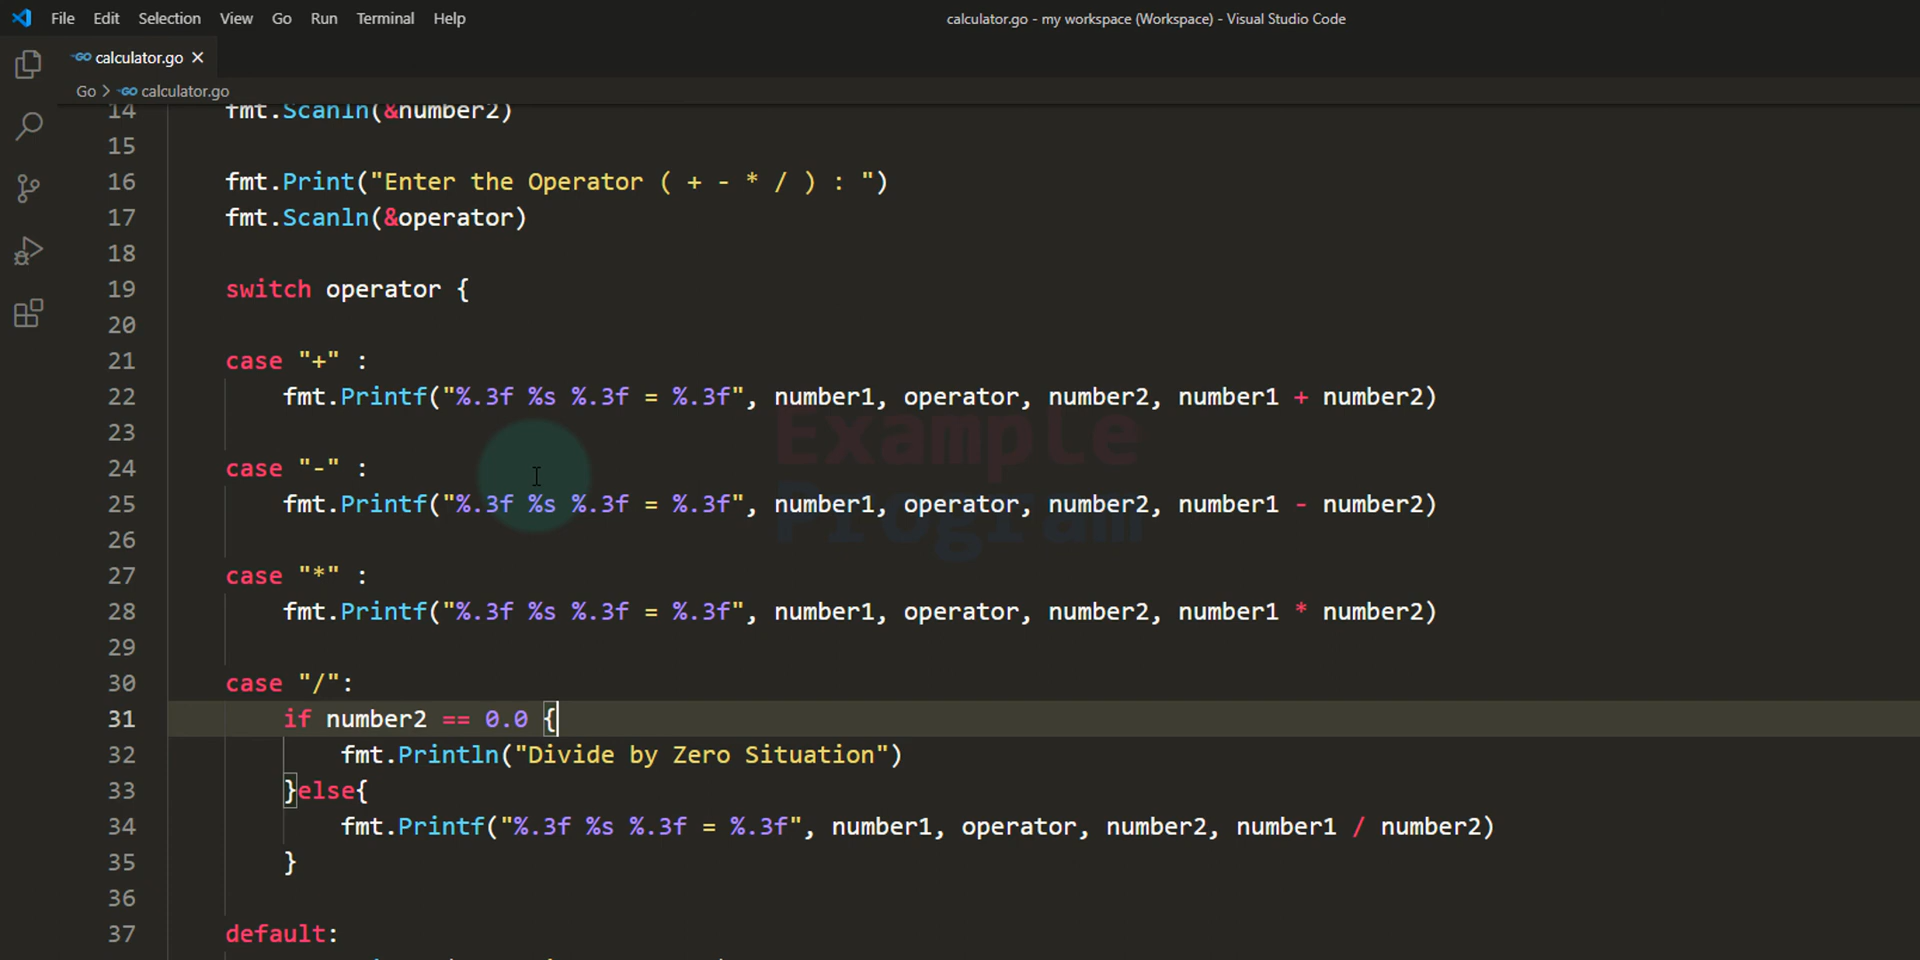 File Edit Selection View Go Run Terminal Help
calculator.go - my workspace (Workspace) - Visual Studio Code
GO calculator.go ×
Go > GO calculator.go
14 fmt.Scanln(&number2)
15
16 fmt.Print("Enter the Operator ( + - * / ) : ")
17 fmt.Scanln(&operator)
18
19 switch operator {
20
21 case "+" :
22 fmt.Printf("%.3f %s %.3f = %.3f", number1, operator, number2, number1 + number2)
23
24 case "-" :
25 fmt.Printf("%.3f %s %.3f = %.3f", number1, operator, number2, number1 - number2)
26
27 case "*" :
28 fmt.Printf("%.3f %s %.3f = %.3f", number1, operator, number2, number1 * number2)
29
30 case "/":
31 if number2 == 0.0 {
32 fmt.Println("Divide by Zero Situation")
33 }else{
34 fmt.Printf("%.3f %s %.3f = %.3f", number1, operator, number2, number1 / number2)
35 }
36
37 default:
Example
Program